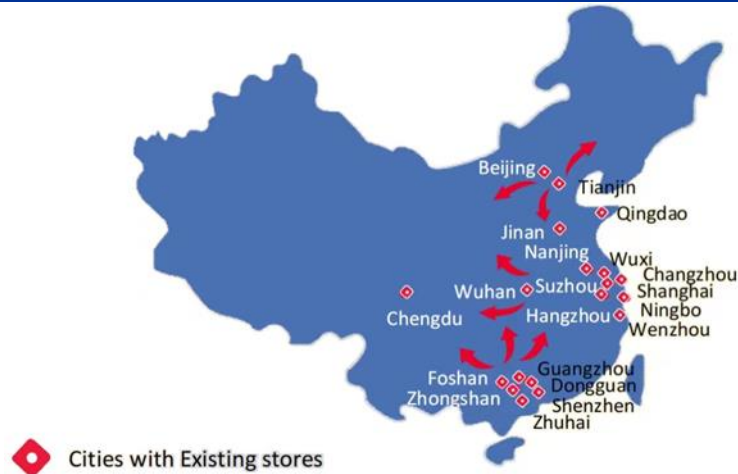 Beijing
Tianjin
Qingdao
Jinan
Nanjing
Wuxi
Changzhou
Suzhou
Wuhan
Shanghai
Chengdu
Hangzhou
Ningbo
Wenzhou
Guangzhou
Foshan
Dongguan
Zhongshan
Shenzhen
Zhuhai
Cities with Existing stores